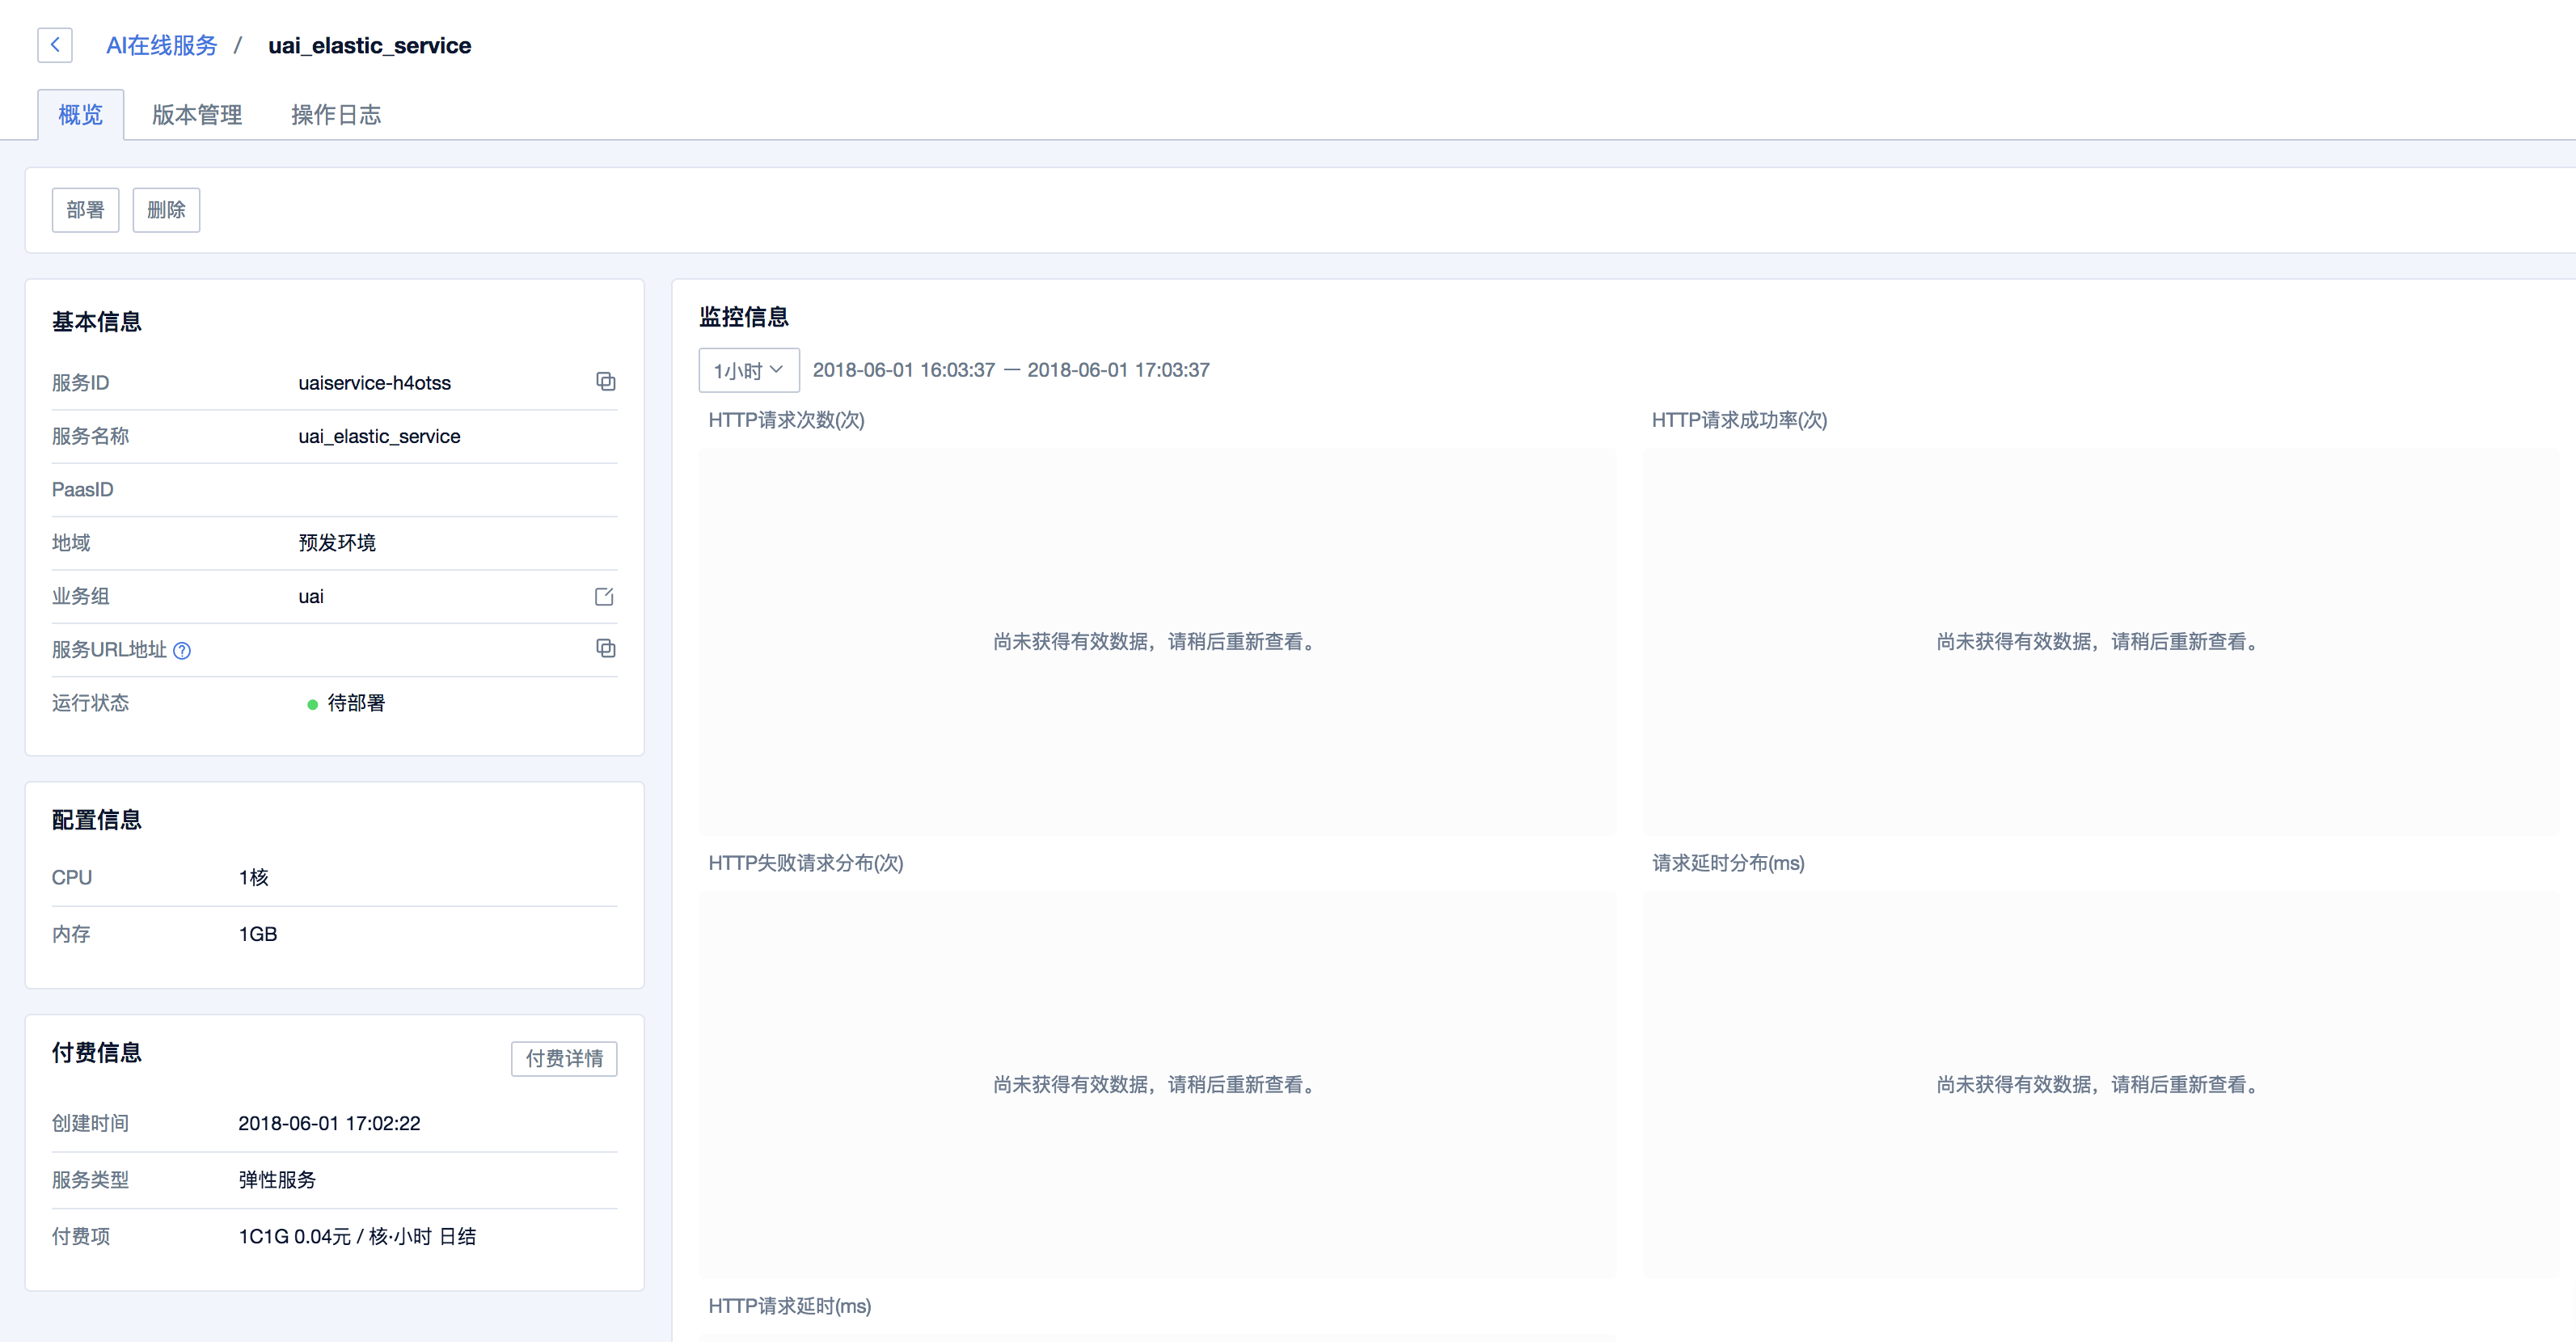 AI在线服务 / uai_elastic_service
概览 版本管理 操作日志
部署 删除
基本信息
服务ID uaiservice-h4otss
服务名称 uai_elastic_service
PaasID
地域 预发环境
业务组 uai
服务URL地址 ?
运行状态 待部署
配置信息
CPU 1核
内存 1GB
付费信息 付费详情
创建时间 2018-06-01 17:02:22
服务类型 弹性服务
付费项 1C1G 0.04元 / 核·小时 日结
监控信息
1小时 2018-06-01 16:03:37 — 2018-06-01 17:03:37
HTTP请求次数(次) HTTP请求成功率(次)
尚未获得有效数据，请稍后重新查看。 尚未获得有效数据，请稍后重新查看。
HTTP失败请求分布(次) 请求延时分布(ms)
尚未获得有效数据，请稍后重新查看。 尚未获得有效数据，请稍后重新查看。
HTTP请求延时(ms)